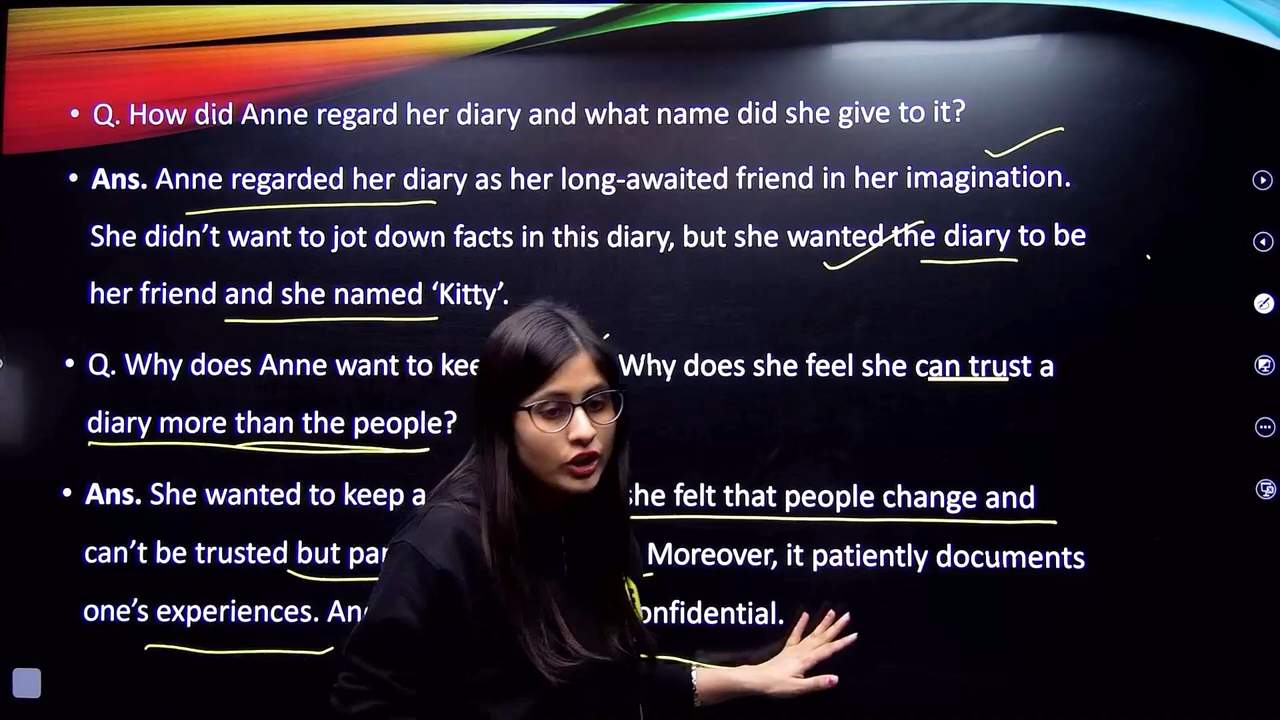 • Q. How did Anne regard her diary and what name did she give to it?
• Ans. Anne regarded her diary as her long-awaited friend in her imagination.
She didn't want to jot down facts in this diary, but she wanted the diary to be
her friend and she named ‘Kitty’.
• Q. Why does Anne want to Why does she feel she can trust a
diary more than the people?
• Ans. She wanted to keep a she felt that people change and
can't be trusted but Moreover, it patiently documents
one's experiences.